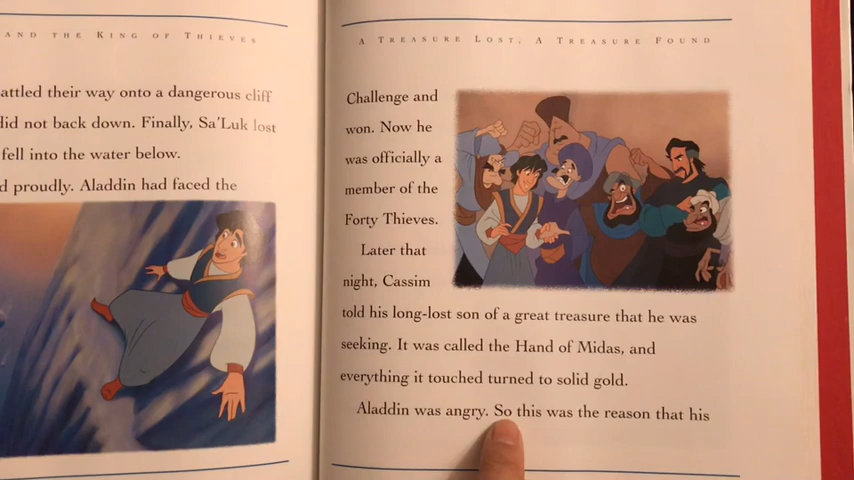 AND THE KING OF THIEVES
attled their way onto a dangerous cliff
did not back down. Finally, Sa'Luk lost
fell into the water below.
d proudly. Aladdin had faced the
A TREASURE LOST, A TREASURE FOUND
Challenge and
won. Now he
was officially a
member of the
Forty Thieves.
Later that
night, Cassim
told his long-lost son of a great treasure that he was
seeking. It was called the Hand of Midas, and
everything it touched turned to solid gold.
Aladdin was angry. So this was the reason that his